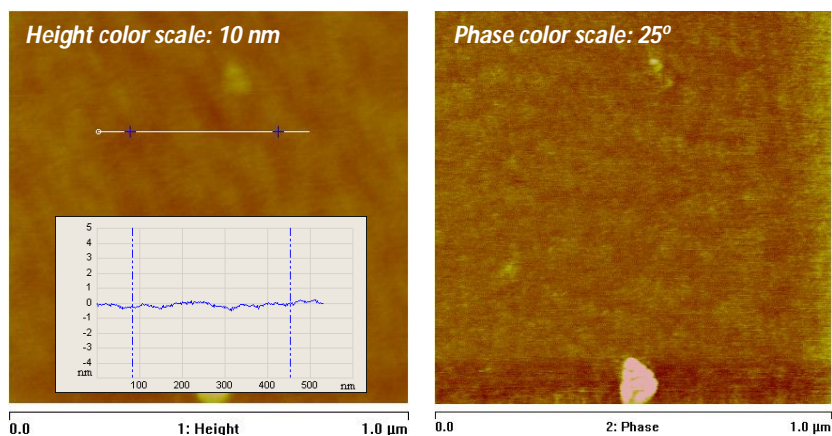 Height color scale: 10 nm
Phase color scale: 25º
5
4
3
2
1
0
-1
-2
-3
-4
nm
100
200
300
400
500
nm
0.0
1: Height
1.0 µm
0.0
2: Phase
1.0 µm